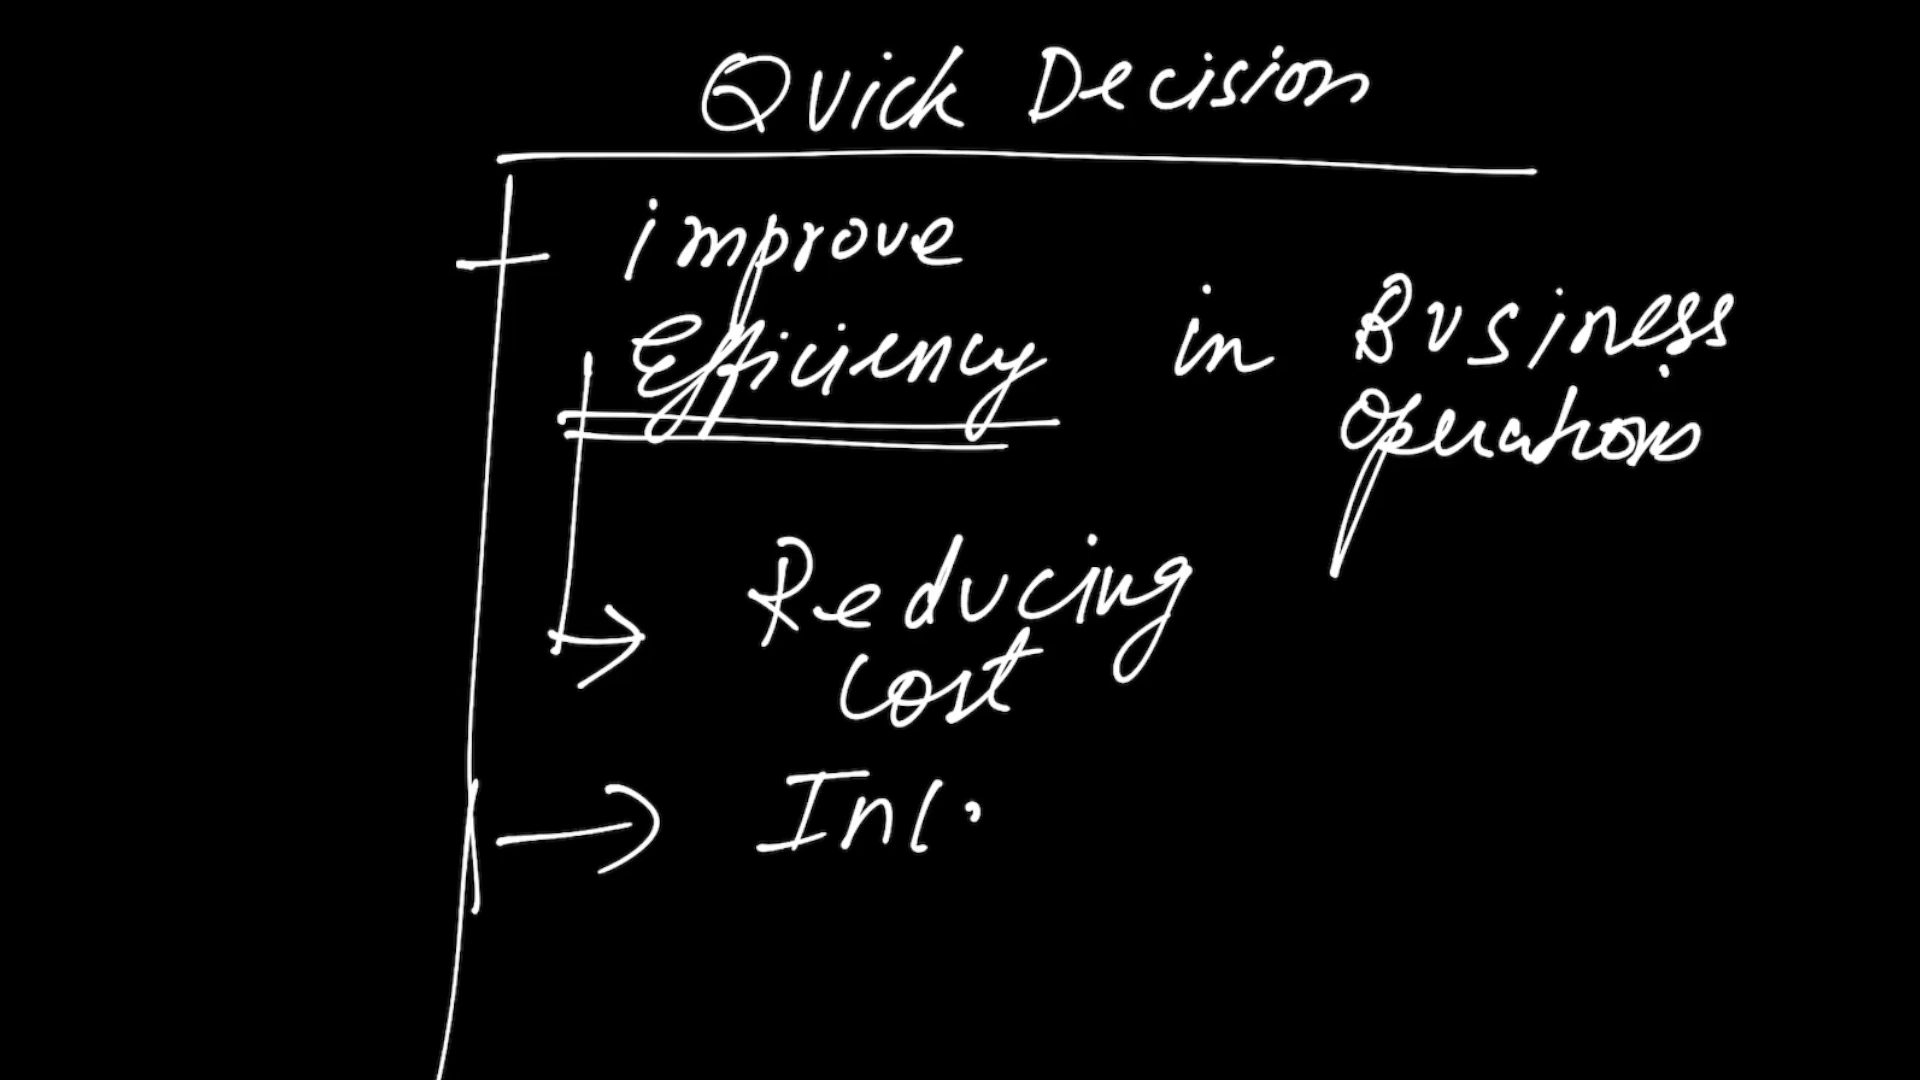 Quick Decision
improve
Efficiency in Business
Operations
Reducing
Cost
Inc